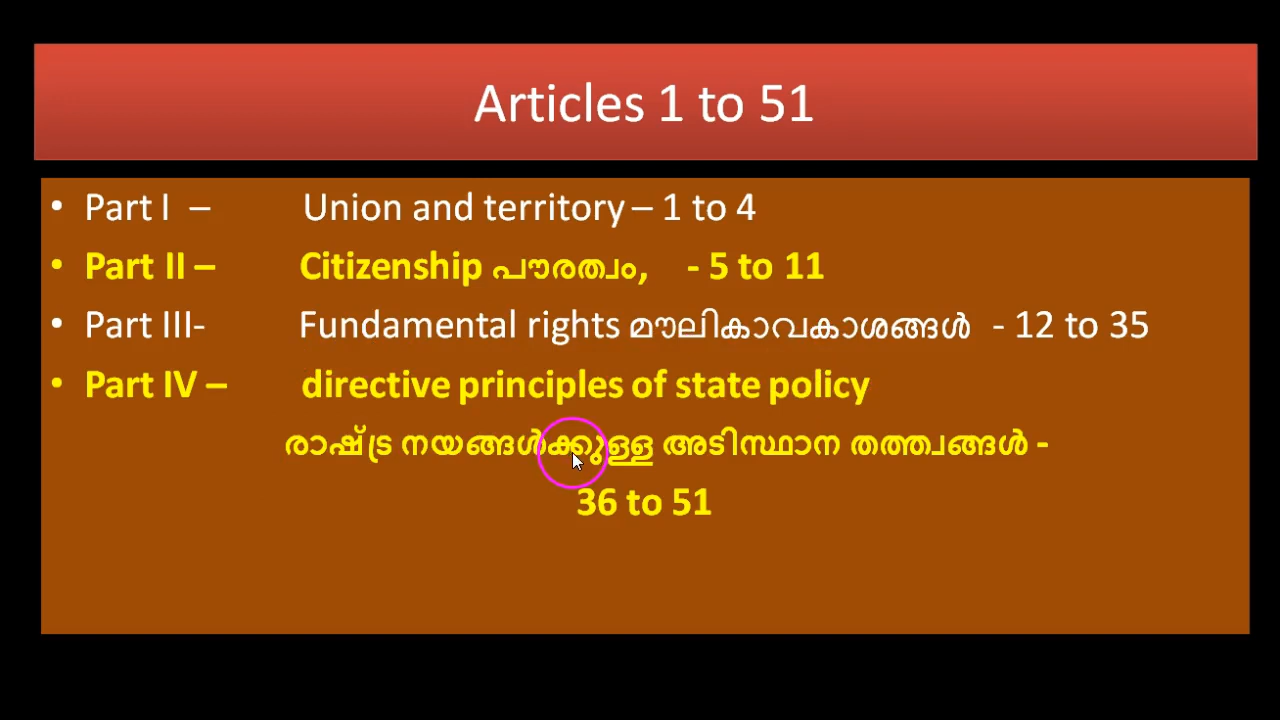 Articles 1 to 51
• Part I – Union and territory – 1 to 4
• Part II – Citizenship പൗരത്വം, - 5 to 11
• Part III- Fundamental rights മൗലികാവകാശങ്ങൾ - 12 to 35
• Part IV – directive principles of state policy
രാഷ്ട്ര നയങ്ങൾക്കുള്ള അടിസ്ഥാന തത്ത്വങ്ങൾ -
36 to 51